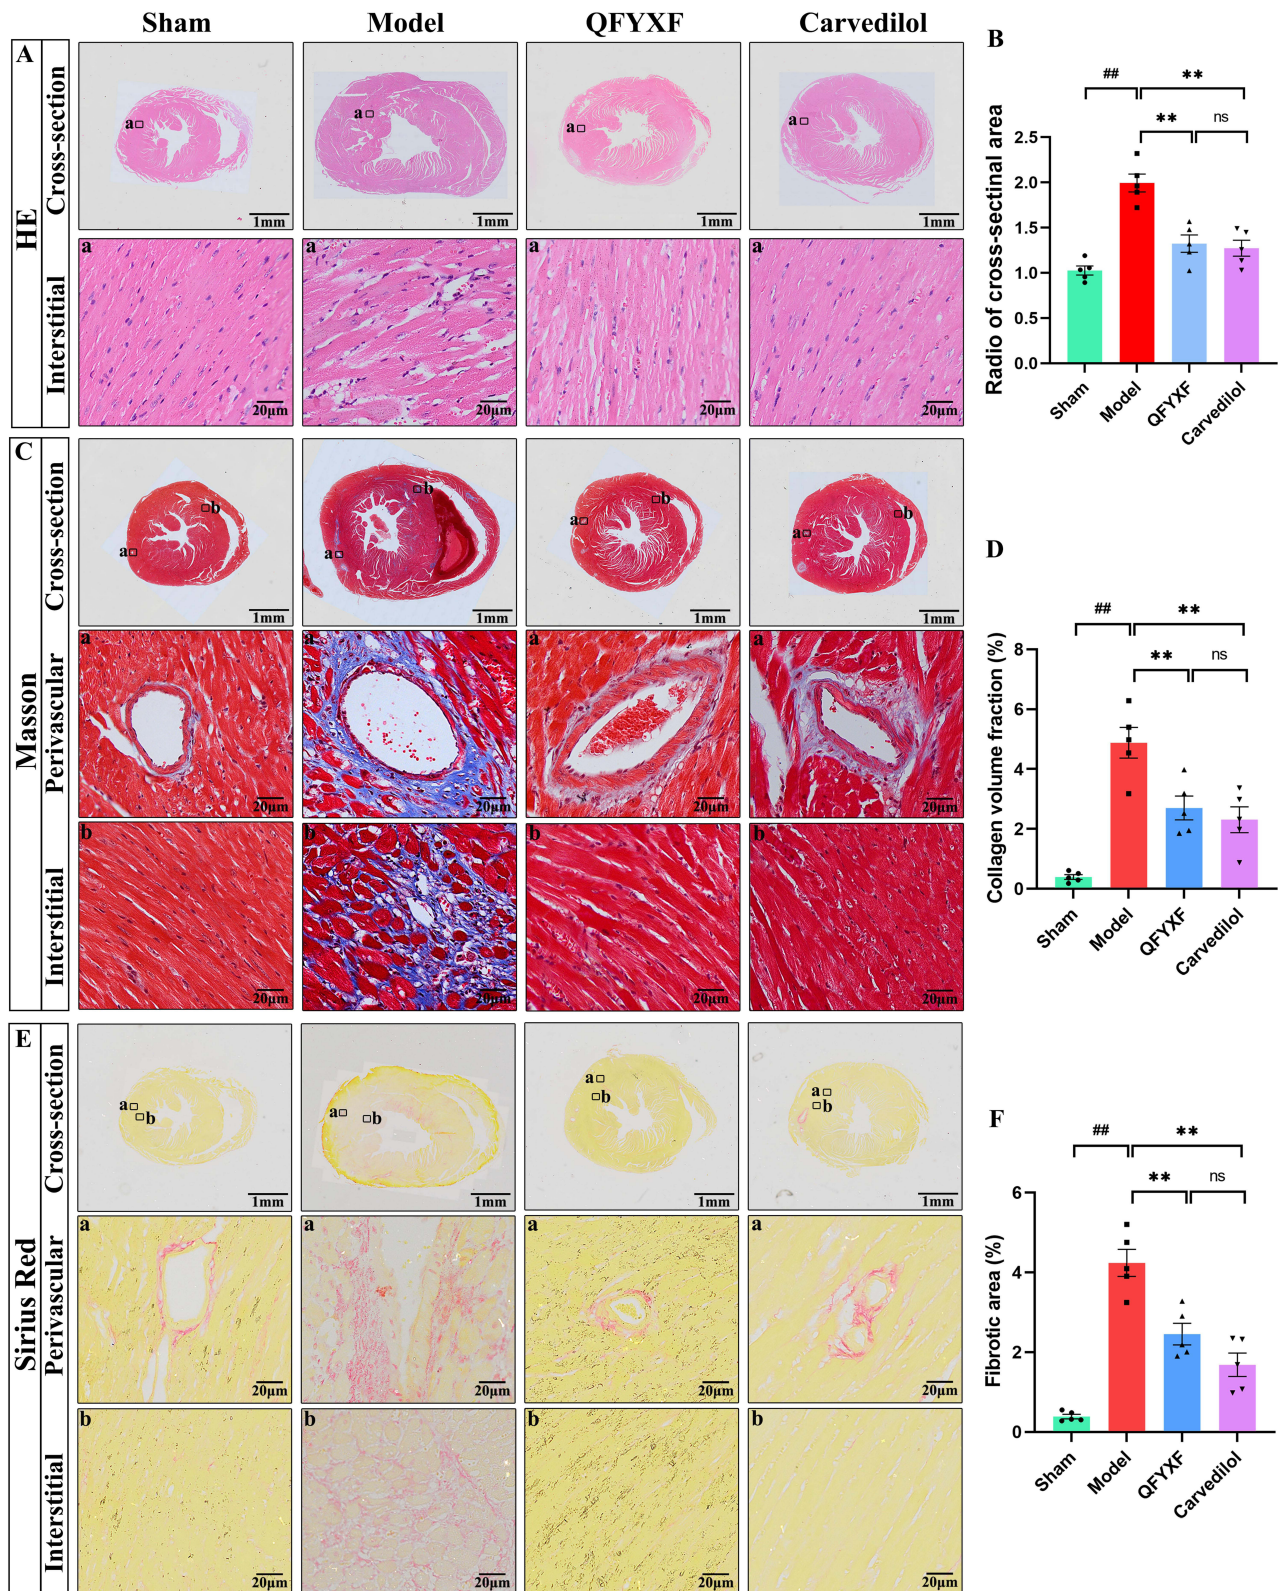 Sham Model QFYXF Carvedilol
A
HE
Cross-section
a a a a
1mm 1mm 1mm 1mm
Interstitial
a a a a
20μm 20μm 20μm 20μm
B
## **
** ns
Radio of cross-sectinal area
2.5
2.0
1.5
1.0
0.5
0.0
Sham Model QFYXF Carvedilol
C
Masson
Cross-section
a b a b a b a b
1mm 1mm 1mm 1mm
Perivascular
a a a a
20μm 20μm 20μm 20μm
Interstitial
b b b b
20μm 20μm 20μm 20μm
D
## **
** ns
Collagen volume fraction (%)
8
6
4
2
0
Sham Model QFYXF Carvedilol
E
Sirius Red
Cross-section
a b a b a b a b
1mm 1mm 1mm 1mm
Perivascular
a a a a
20μm 20μm 20μm 20μm
Interstitial
b b b b
20μm 20μm 20μm 20μm
F
## **
** ns
Fibrotic area (%)
6
4
2
0
Sham Model QFYXF Carvedilol